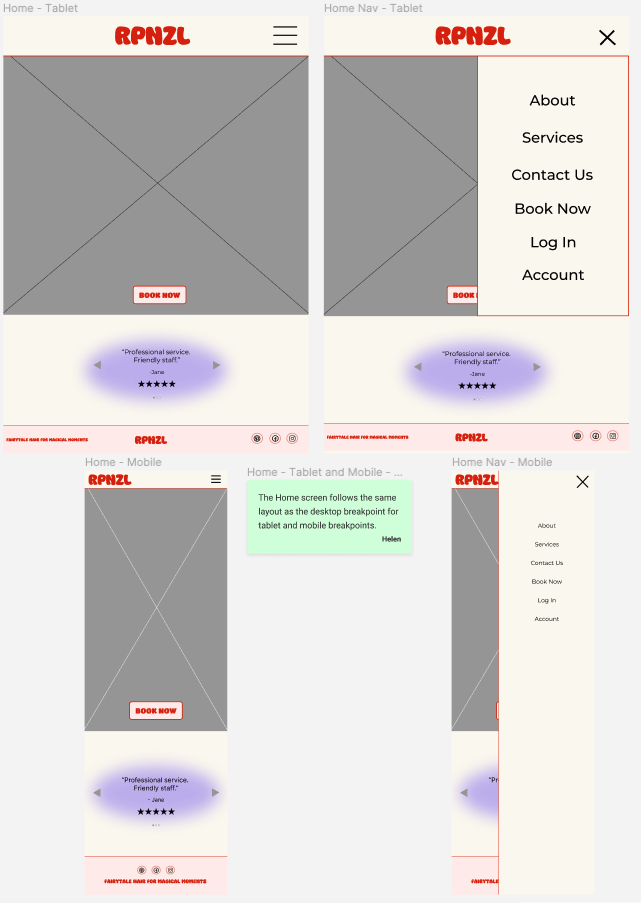 Home - Tablet
RPNZL
BOOK NOW
“Professional service.
Friendly staff.”
-Jane
★★★★★
FAIRYTALE HAIR FOR MAGICAL MOMENTS
RPNZL
Home Nav - Tablet
RPNZL
About
Services
Contact Us
Book Now
Log In
Account
BOOK
“Professional service.
Friendly staff.”
-Jane
★★★★★
FAIRYTALE HAIR FOR MAGICAL MOMENTS
RPNZL
Home - Mobile
RPNZL
BOOK NOW
“Professional service.
Friendly staff.”
- Jane
★★★★★
FAIRYTALE HAIR FOR MAGICAL MOMENTS
Home - Tablet and Mobile - ...
The Home screen follows the same
layout as the desktop breakpoint for
tablet and mobile breakpoints.
Helen
Home Nav - Mobile
RPNZL
About
Services
Contact Us
Book Now
Log In
Account
“Pr
F
FAIRYTALE